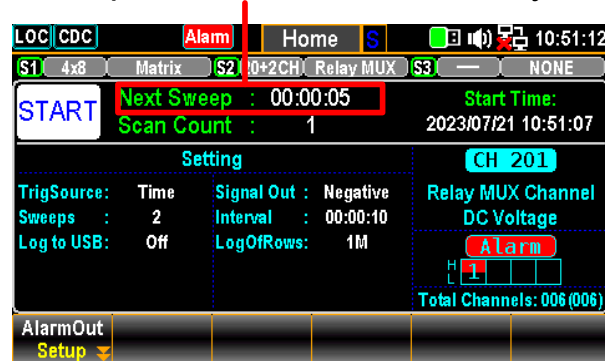 LOC CDC Alarm Home S 10:51:12
S1 4x8 Matrix S2 20+2CH Relay MUX S3 — NONE
START
Next Sweep : 00:00:05
Scan Count : 1
Start Time:
2023/07/21 10:51:07
Setting
TrigSource: Time Signal Out : Negative
Sweeps : 2 Interval : 00:00:10
Log to USB: Off LogOfRows: 1M
CH 201
Relay MUX Channel
DC Voltage
Alarm
H
L
1
Total Channels: 006 (006)
AlarmOut
Setup